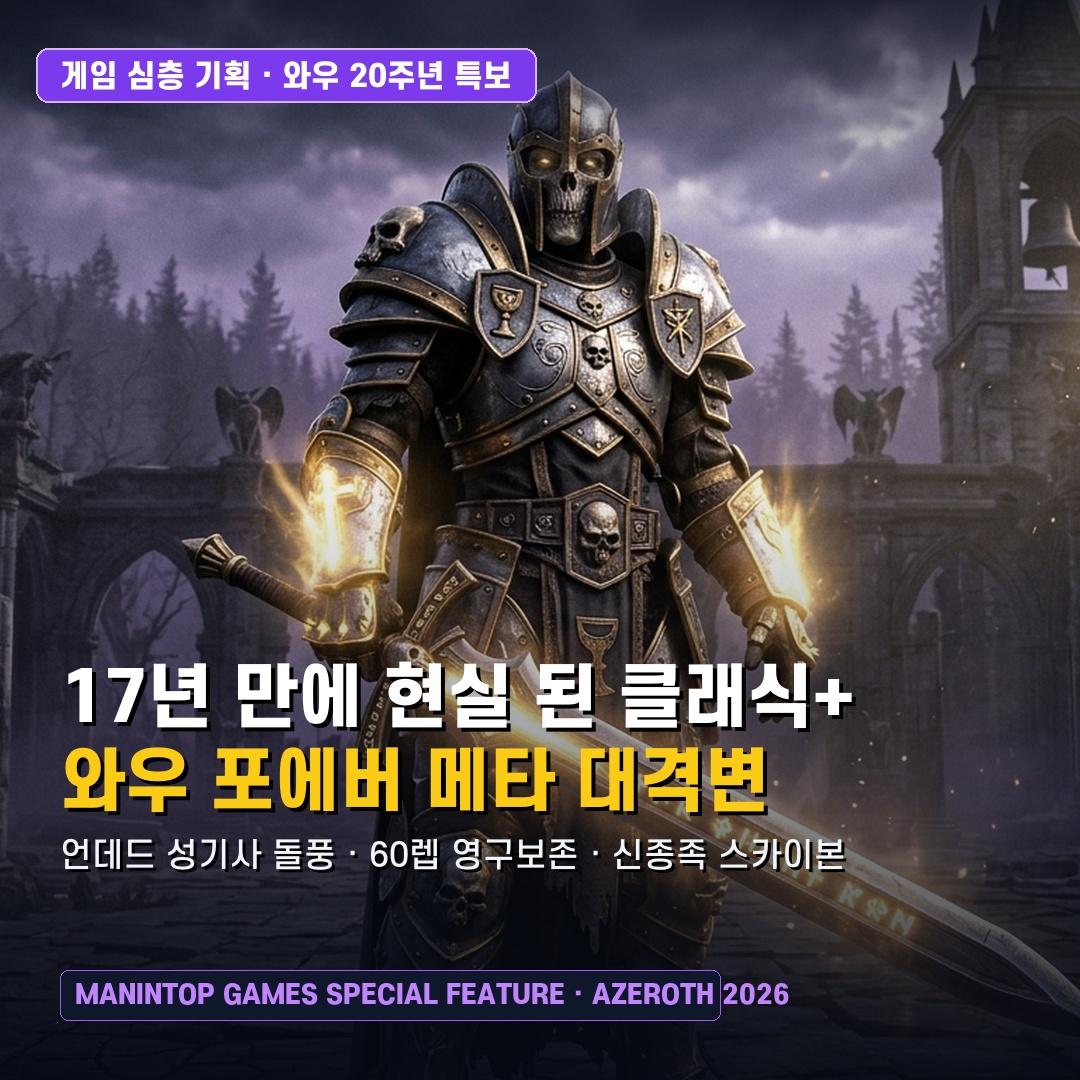 게임 심층 기획 · 와우 20주년 특보
17년 만에 현실 된 클래식+
와우 포에버 메타 대격변
언데드 성기사 돌풍 · 60렙 영구보존 · 신종족 스카이본
MANINTOP GAMES SPECIAL FEATURE · AZEROTH 2026